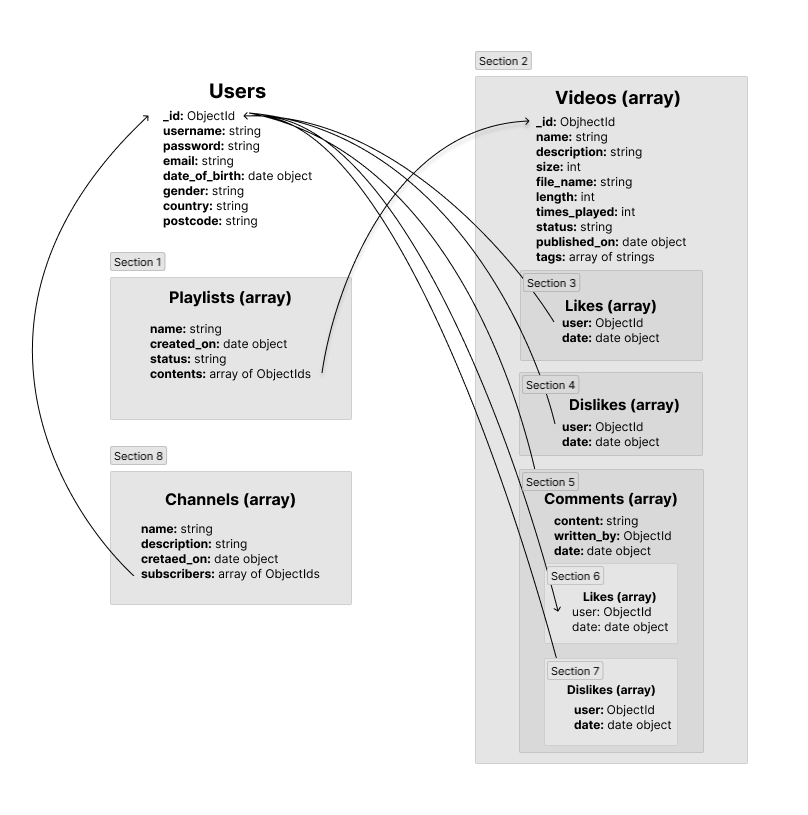 Users
_id: ObjectId
username: string
password: string
email: string
date_of_birth: date object
gender: string
country: string
postcode: string
Section 1
Playlists (array)
name: string
created_on: date object
status: string
contents: array of ObjectIds
Section 8
Channels (array)
name: string
description: string
cretaed_on: date object
subscribers: array of ObjectIds
Section 2
Videos (array)
_id: ObjhectId
name: string
description: string
size: int
file_name: string
length: int
times_played: int
status: string
published_on: date object
tags: array of strings
Section 3
Likes (array)
user: ObjectId
date: date object
Section 4
Dislikes (array)
user: ObjectId
date: date object
Section 5
Comments (array)
content: string
written_by: ObjectId
date: date object
Section 6
Likes (array)
user: ObjectId
date: date object
Section 7
Dislikes (array)
user: ObjectId
date: date object